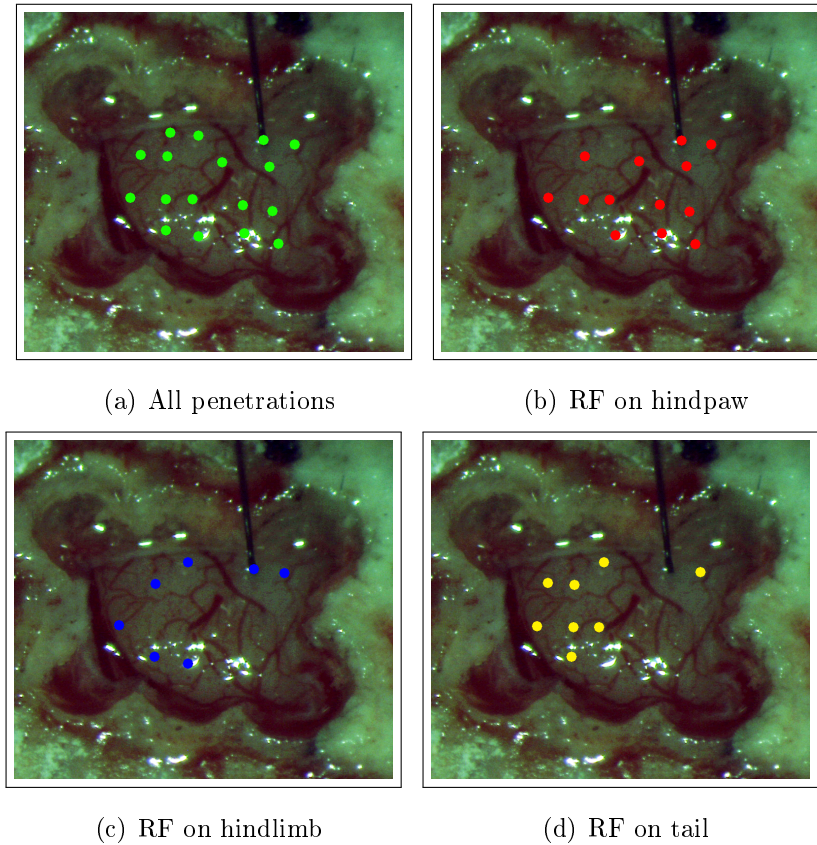 (a) All penetrations
(b) RF on hindpaw
(c) RF on hindlimb
(d) RF on tail